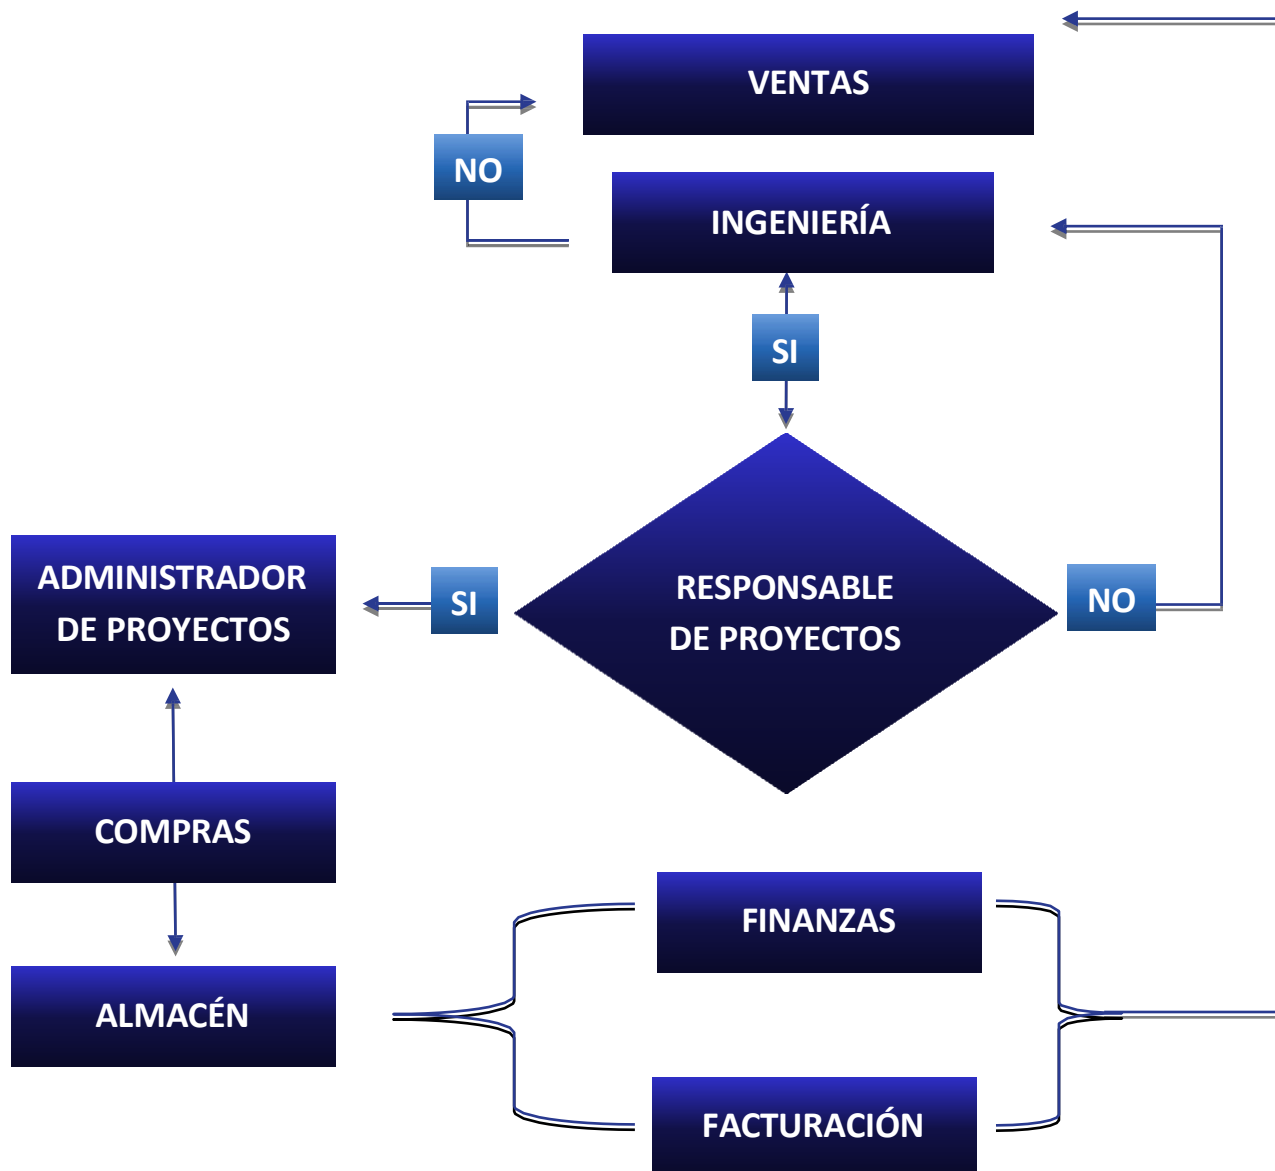 VENTAS
NO
INGENIERÍA
SI
ADMINISTRADOR
DE PROYECTOS
SI
RESPONSABLE
DE PROYECTOS
NO
COMPRAS
FINANZAS
ALMACÉN
FACTURACIÓN